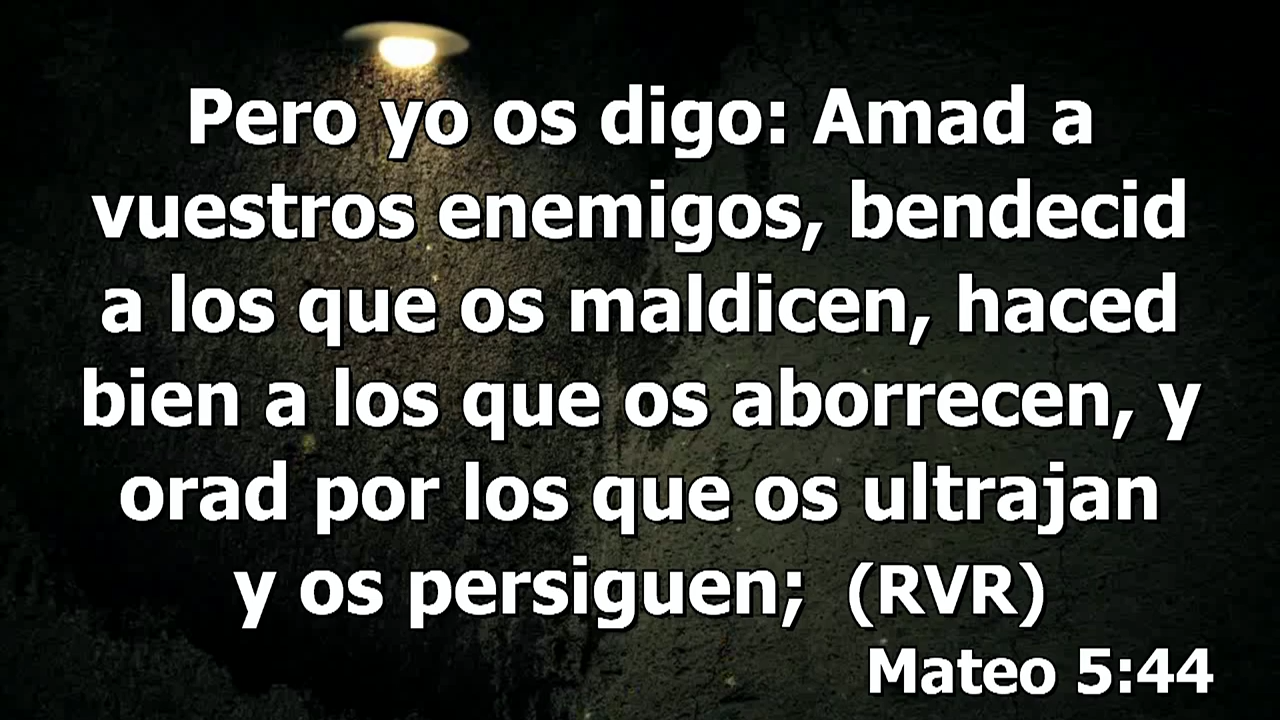 Pero yo os digo: Amad a
vuestros enemigos, bendecid
a los que os maldicen, haced
bien a los que os aborrecen, y
orad por los que os ultrajan
y os persiguen; (RVR)
Mateo 5:44